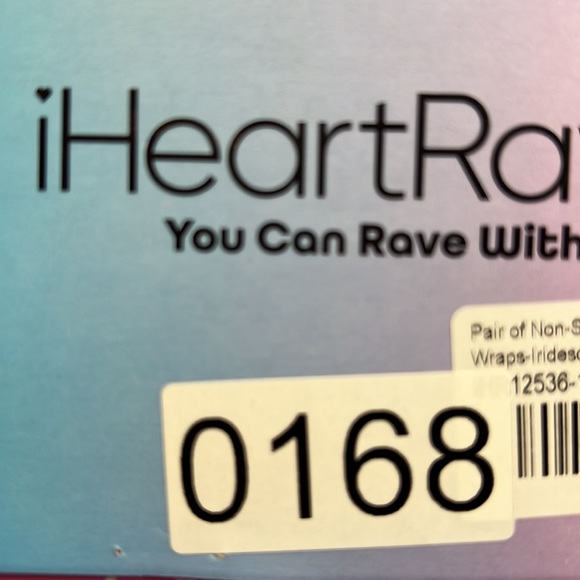 iHeartRa
You Can Rave With
Pair of Non-S
Wraps-Iridesc
12536-
0168